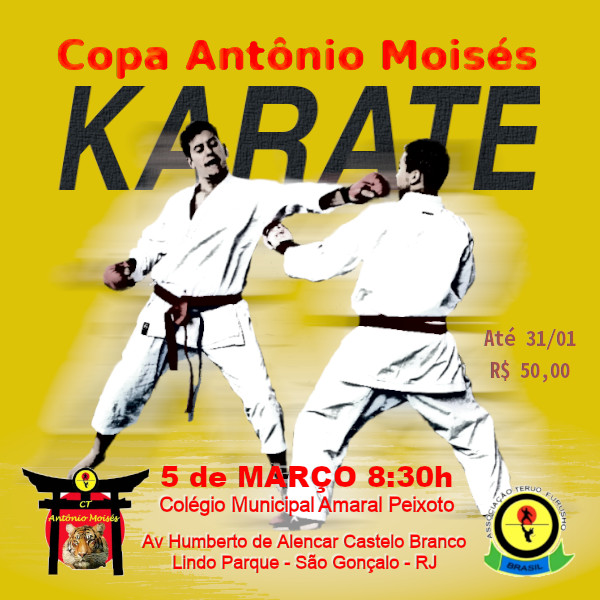 Copa Antônio Moisés
KARATE
Até 31/01
R$ 50,00
5 de MARÇO 8:30h
Colégio Municipal Amaral Peixoto
Av Humberto de Alencar Castelo Branco
Lindo Parque - São Gonçalo - RJ
CT
Antônio Moisés
ASSOCIAÇÃO TERUO FURUSHO
BRASIL